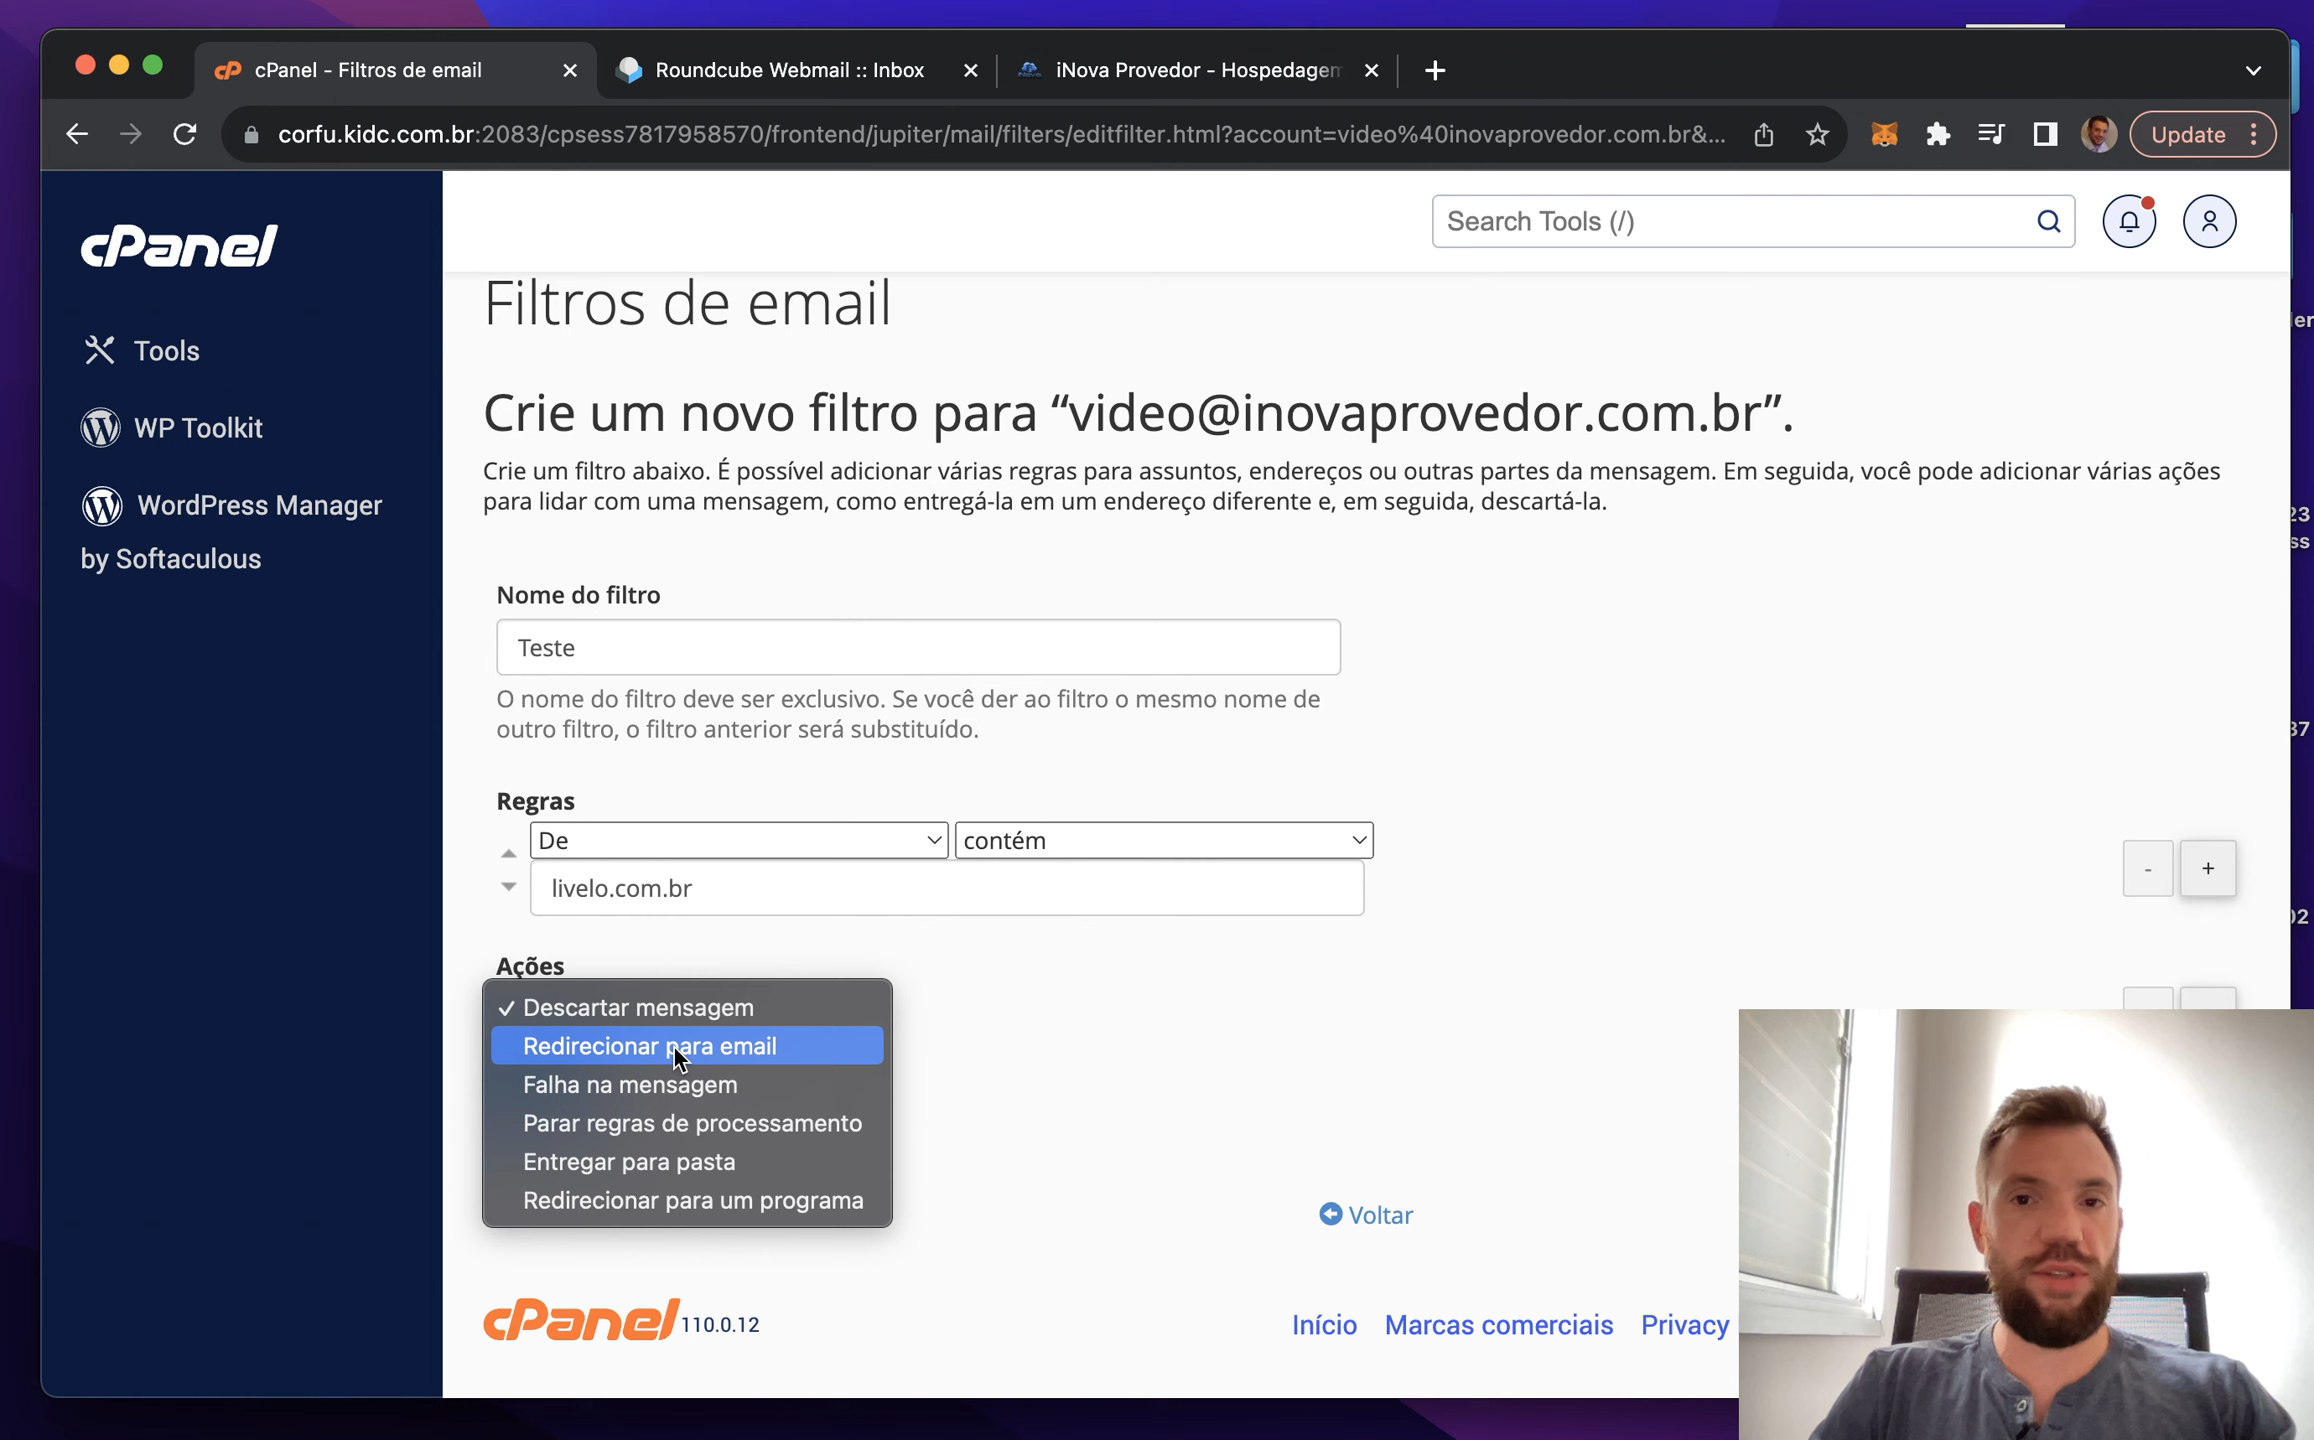 cPanel - Filtros de email
Roundcube Webmail :: Inbox
iNova Provedor - Hospedagem
corfu.kidc.com.br:2083/cpsess7817958570/frontend/jupiter/mail/filters/editfilter.html?account=video%40inovaprovedor.com.br&...
Update
cPanel
Search Tools (/)
Tools
WP Toolkit
WordPress Manager
by Softaculous
Filtros de email
Crie um novo filtro para “video@inovaprovedor.com.br”.
Crie um filtro abaixo. É possível adicionar várias regras para assuntos, endereços ou outras partes da mensagem. Em seguida, você pode adicionar várias ações
para lidar com uma mensagem, como entregá-la em um endereço diferente e, em seguida, descartá-la.
Nome do filtro
Teste
O nome do filtro deve ser exclusivo. Se você der ao filtro o mesmo nome de
outro filtro, o filtro anterior será substituído.
Regras
De
contém
livelo.com.br
-
+
Ações
✓ Descartar mensagem
Redirecionar para email
Falha na mensagem
Parar regras de processamento
Entregar para pasta
Redirecionar para um programa
Voltar
cPanel 110.0.12
Início
Marcas comerciais
Privacy